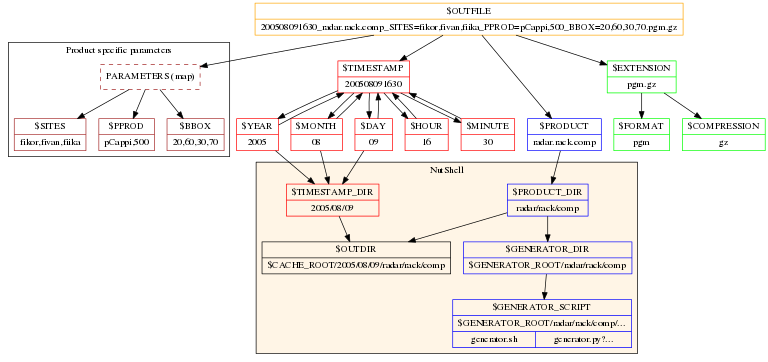 $OUTFILE
200508091630_radar.rack.comp_SITES=fikor,fivan,fiika_PPROD=pCappi,500_BBOX=20,60,30,70.pgm.gz
Product specific parameters
PARAMETERS (map)
$TIMESTAMP
200508091630
$EXTENSION
pgm.gz
$SITES
fikor,fivan,fiika
$PPROD
pCappi,500
$BBOX
20,60,30,70
$YEAR
2005
$MONTH
08
$DAY
09
$HOUR
16
$MINUTE
30
$PRODUCT
radar.rack.comp
$FORMAT
pgm
$COMPRESSION
gz
NutShell
$TIMESTAMP_DIR
2005/08/09
$PRODUCT_DIR
radar/rack/comp
$OUTDIR
$CACHE_ROOT/2005/08/09/radar/rack/comp
$GENERATOR_DIR
$GENERATOR_ROOT/radar/rack/comp
$GENERATOR_SCRIPT
$GENERATOR_ROOT/radar/rack/comp/...
generator.sh
generator.py?...